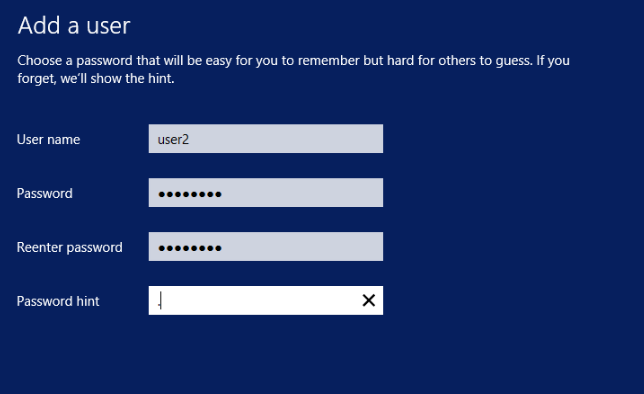 Add a user
Choose a password that will be easy for you to remember but hard for others to guess. If you
forget, we'll show the hint.
User name
user2
Password
●●●●●●●●
Reenter password
●●●●●●●●
Password hint
.